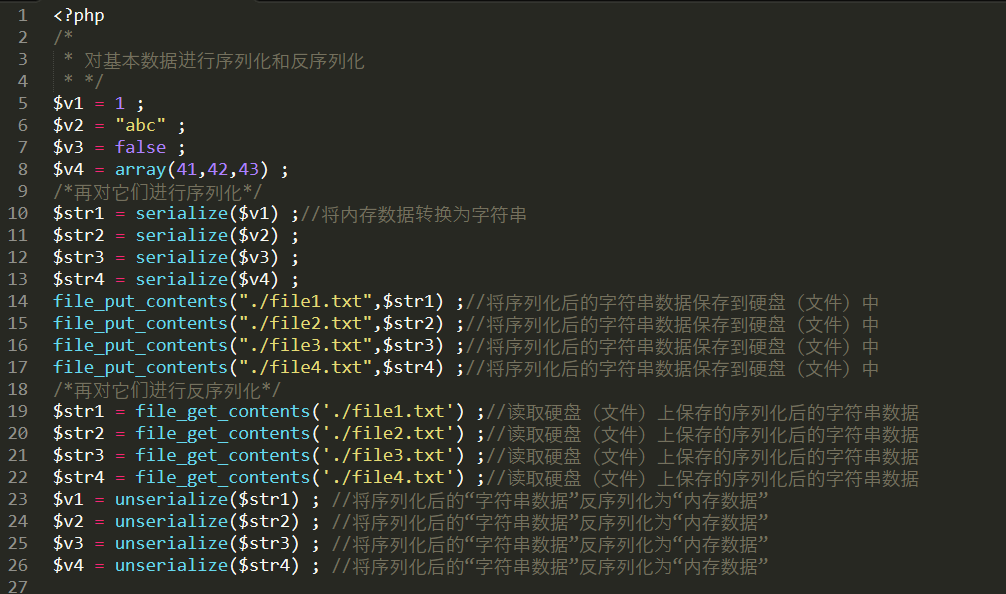 1 <?php
2 /*
3  * 对基本数据进行序列化和反序列化
4  * */
5 $v1 = 1 ;
6 $v2 = "abc" ;
7 $v3 = false ;
8 $v4 = array(41,42,43) ;
9 /*再对它们进行序列化*/
10 $str1 = serialize($v1) ;//将内存数据转换为字符串
11 $str2 = serialize($v2) ;
12 $str3 = serialize($v3) ;
13 $str4 = serialize($v4) ;
14 file_put_contents("./file1.txt",$str1) ;//将序列化后的字符串数据保存到硬盘（文件）中
15 file_put_contents("./file2.txt",$str2) ;//将序列化后的字符串数据保存到硬盘（文件）中
16 file_put_contents("./file3.txt",$str3) ;//将序列化后的字符串数据保存到硬盘（文件）中
17 file_put_contents("./file4.txt",$str4) ;//将序列化后的字符串数据保存到硬盘（文件）中
18 /*再对它们进行反序列化*/
19 $str1 = file_get_contents('./file1.txt') ;//读取硬盘（文件）上保存的序列化后的字符串数据
20 $str2 = file_get_contents('./file2.txt') ;//读取硬盘（文件）上保存的序列化后的字符串数据
21 $str3 = file_get_contents('./file3.txt') ;//读取硬盘（文件）上保存的序列化后的字符串数据
22 $str4 = file_get_contents('./file4.txt') ;//读取硬盘（文件）上保存的序列化后的字符串数据
23 $v1 = unserialize($str1) ; //将序列化后的“字符串数据”反序列化为“内存数据”
24 $v2 = unserialize($str2) ; //将序列化后的“字符串数据”反序列化为“内存数据”
25 $v3 = unserialize($str3) ; //将序列化后的“字符串数据”反序列化为“内存数据”
26 $v4 = unserialize($str4) ; //将序列化后的“字符串数据”反序列化为“内存数据”
27